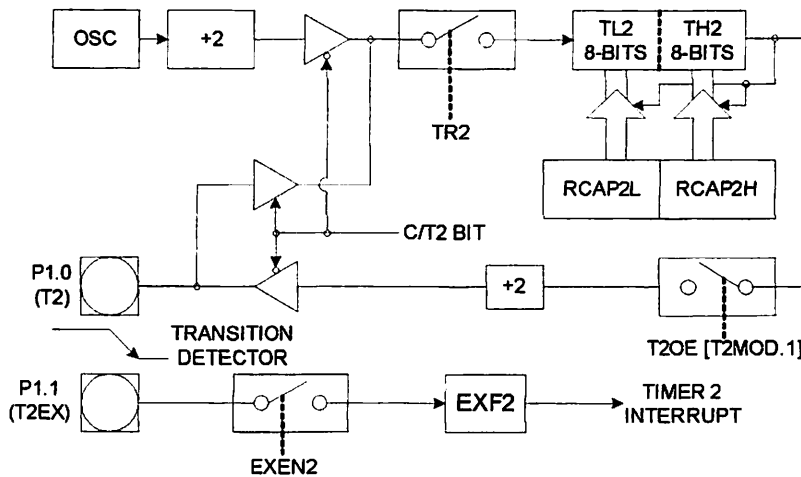 OSC
+2
TL2
8-BITS
TH2
8-BITS
TR2
RCAP2L
RCAP2H
C/T2 BIT
P1.0
(T2)
+2
T2OE [T2MOD.1]
TRANSITION
DETECTOR
P1.1
(T2EX)
EXF2
TIMER 2
INTERRUPT
EXEN2